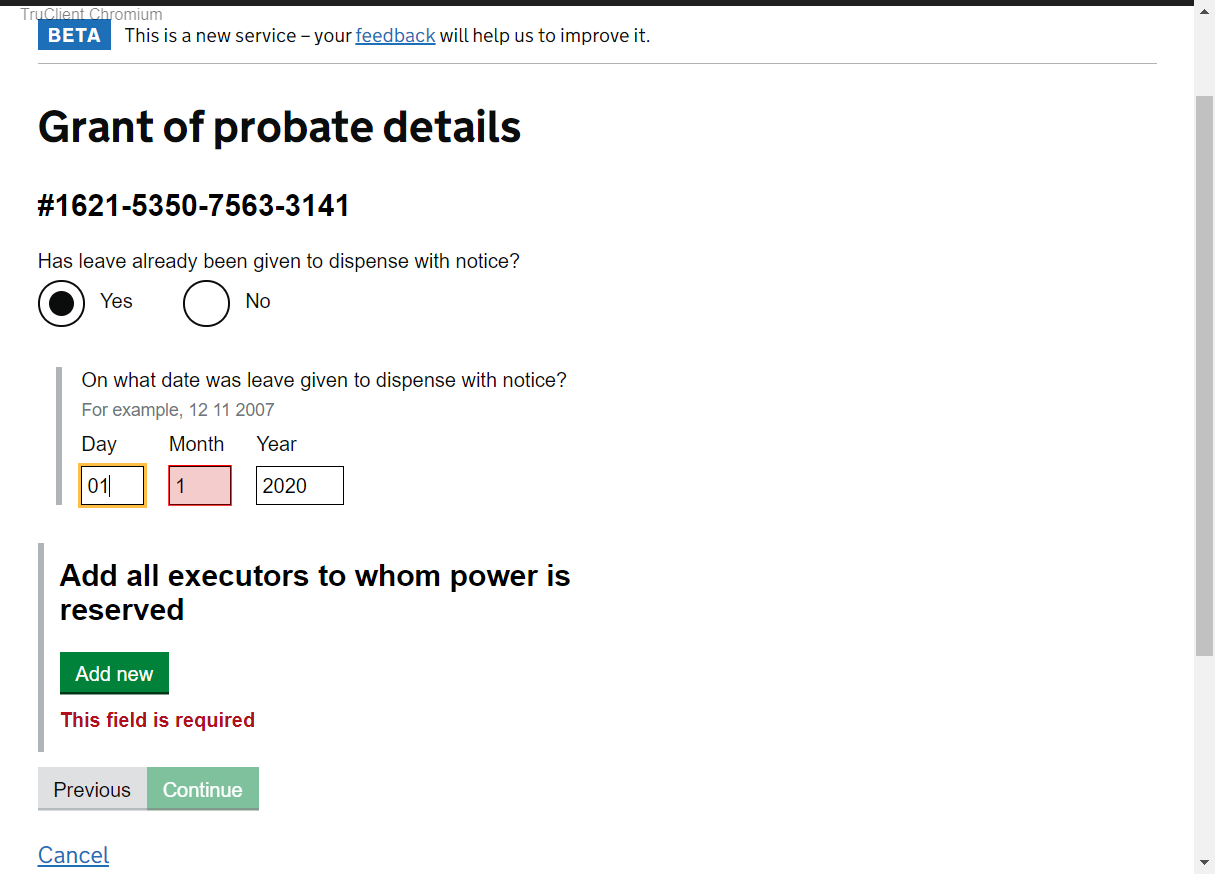 TruClient Chromium
BETA This is a new service – your feedback will help us to improve it.
Grant of probate details
#1621-5350-7563-3141
Has leave already been given to dispense with notice?
Yes No
On what date was leave given to dispense with notice?
For example, 12 11 2007
Day Month Year
01 1 2020
Add all executors to whom power is
reserved
Add new
This field is required
Previous Continue
Cancel